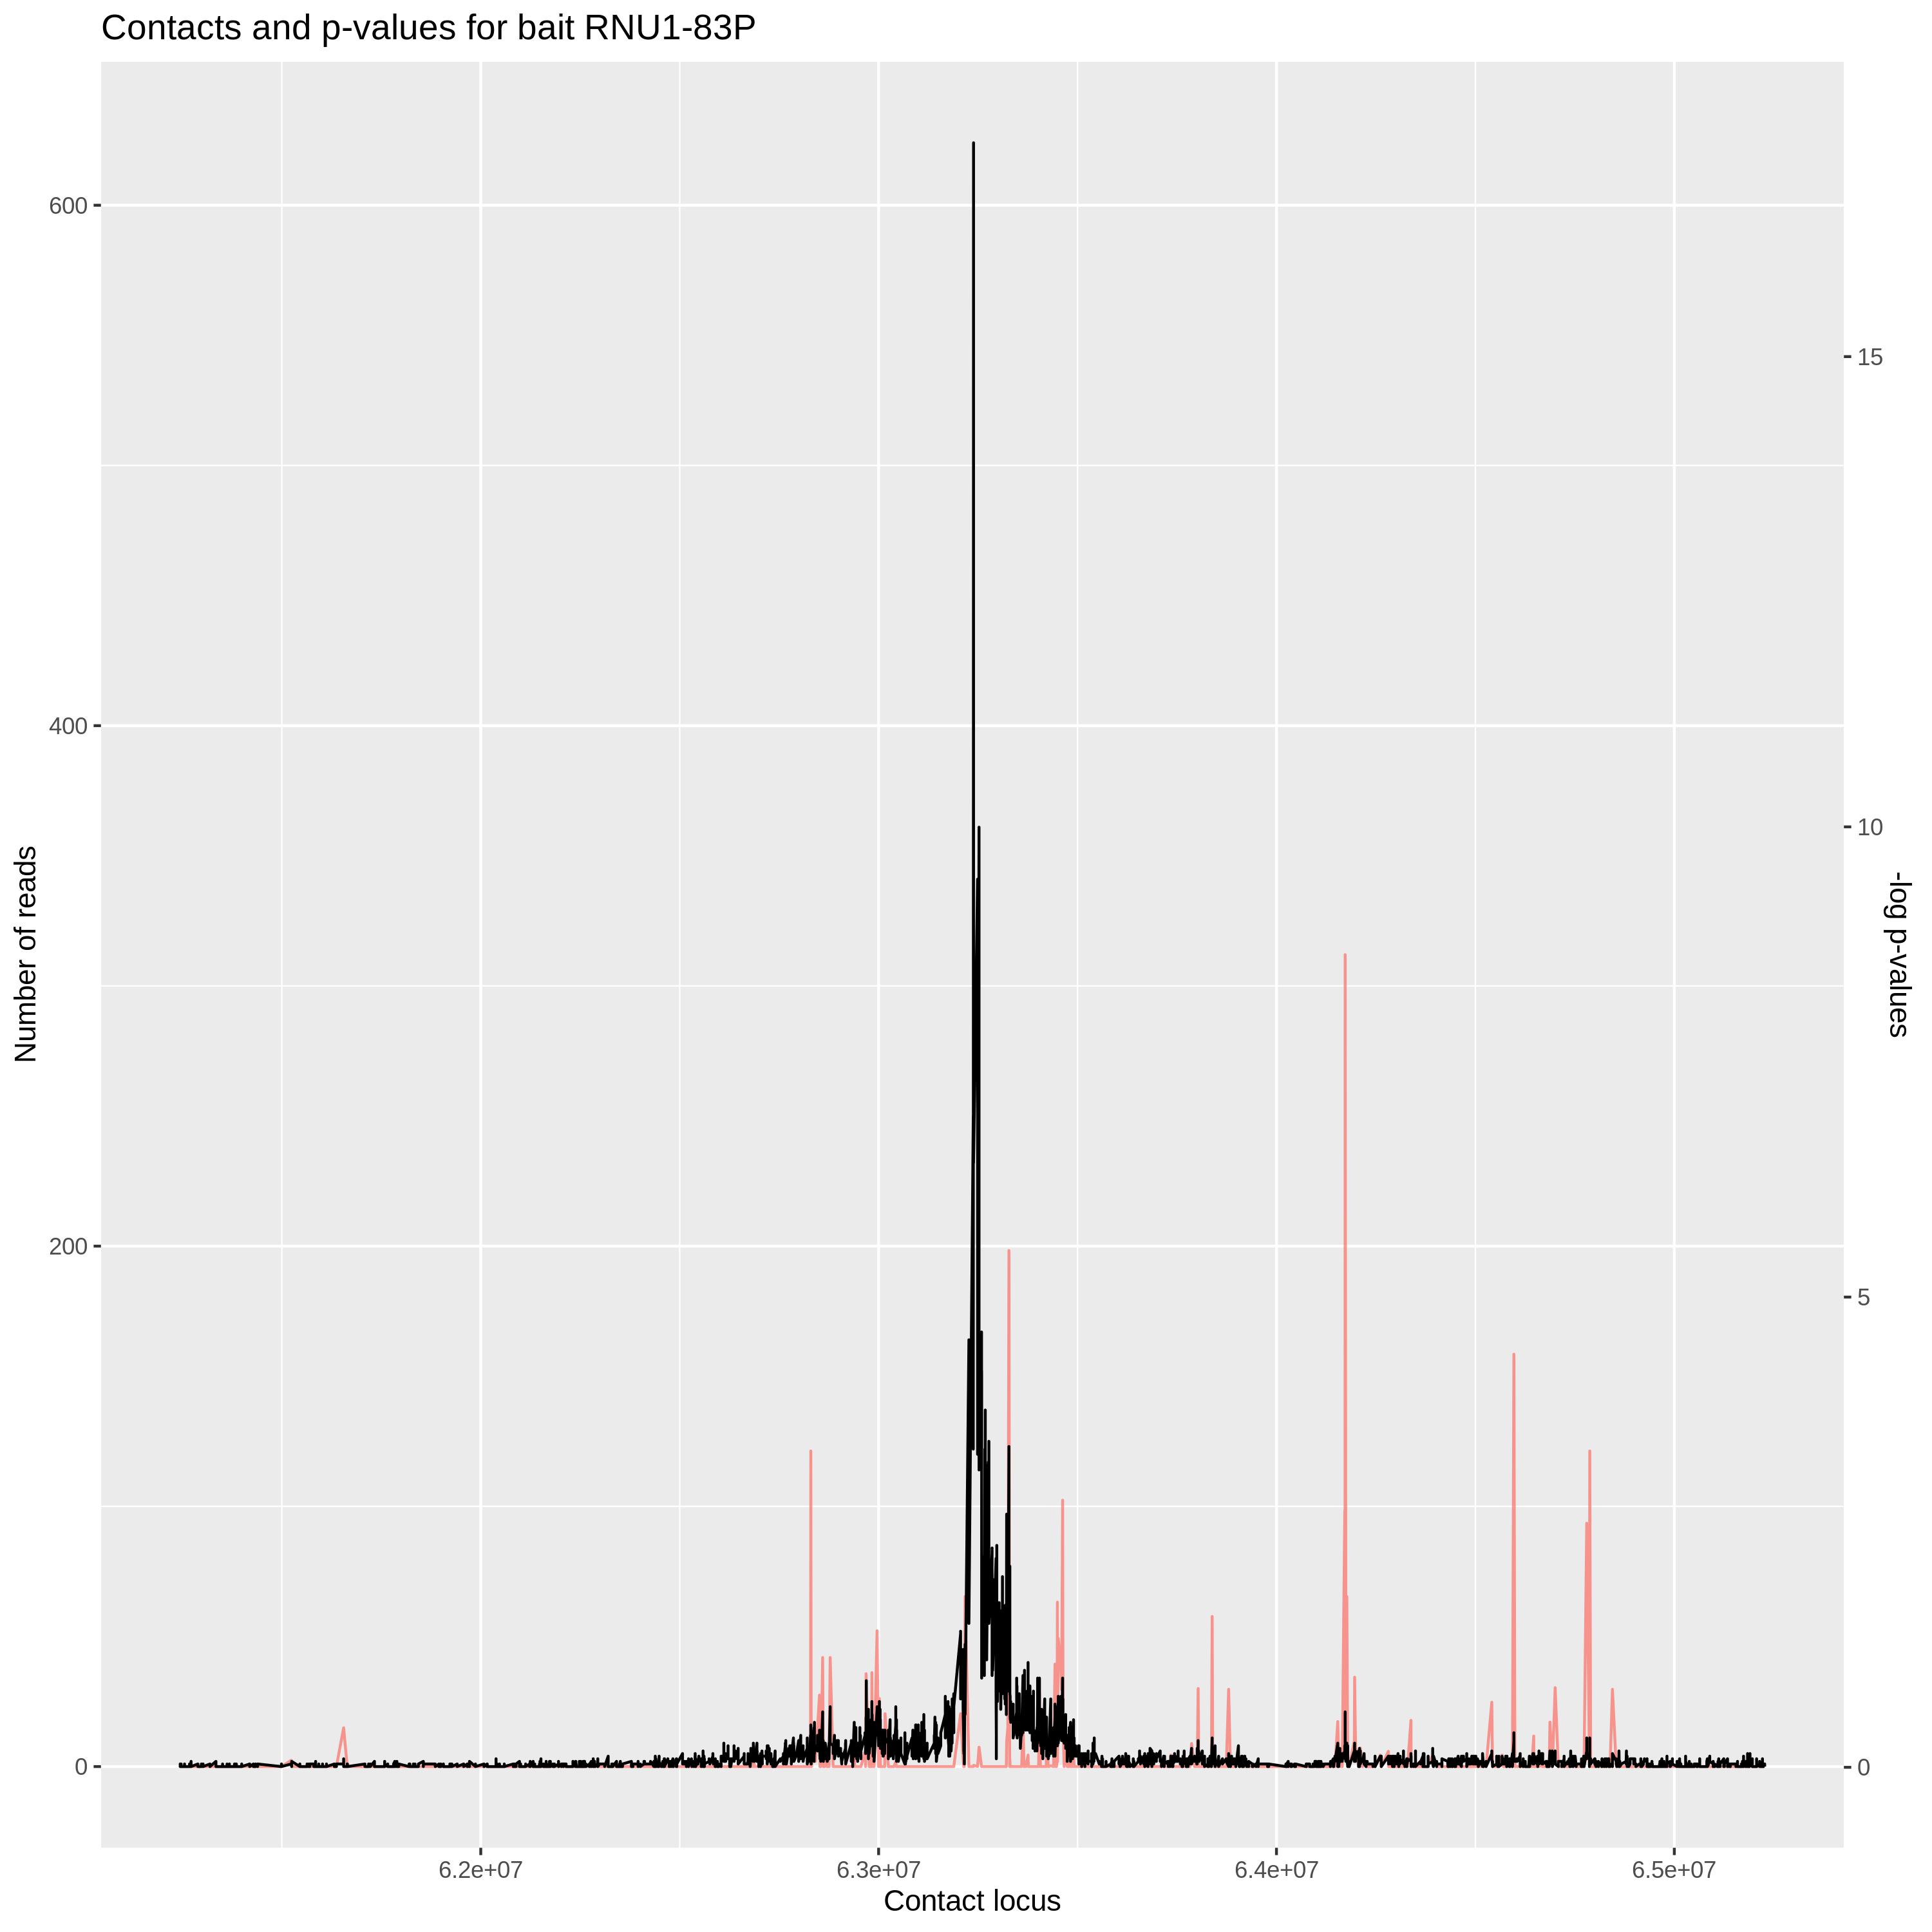 Contacts and p-values for bait RNU1-83P
600
400
200
0
Number of reads
15
10
5
0
-log p-values
6.2e+07
6.3e+07
6.4e+07
6.5e+07
Contact locus